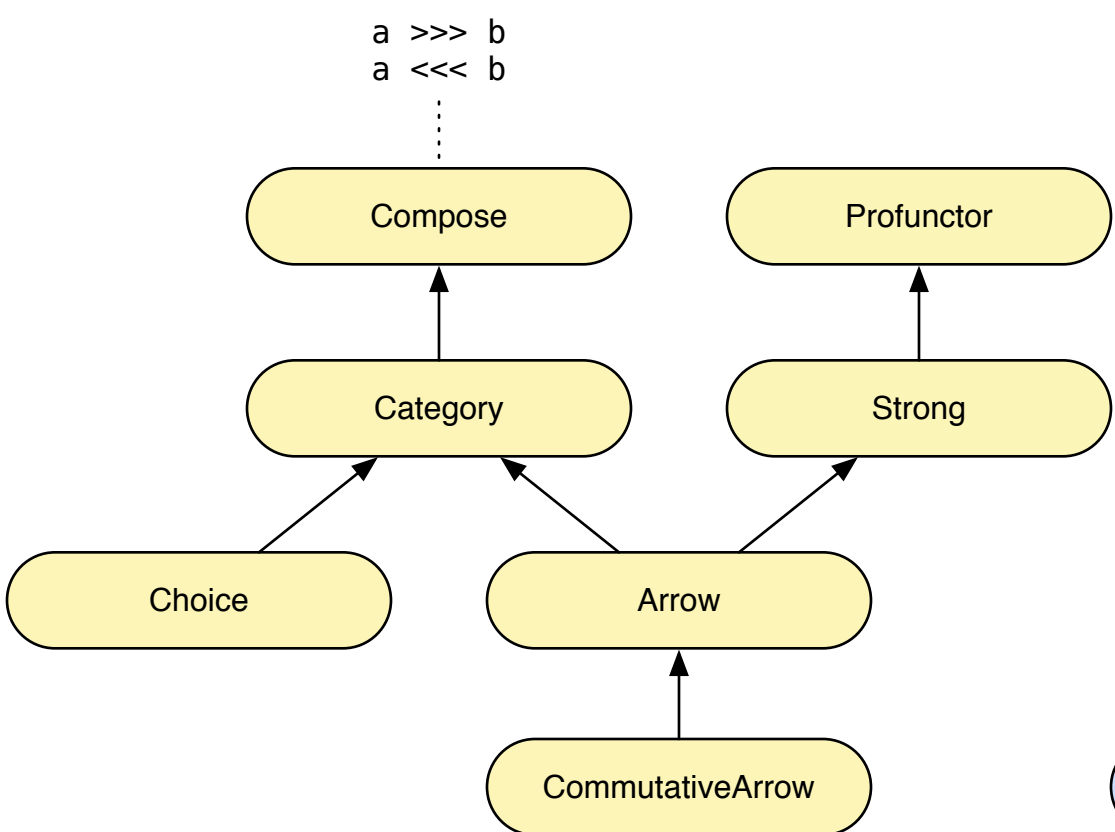 a >>> b
a <<< b
Compose
Profunctor
Category
Strong
Choice
Arrow
CommutativeArrow